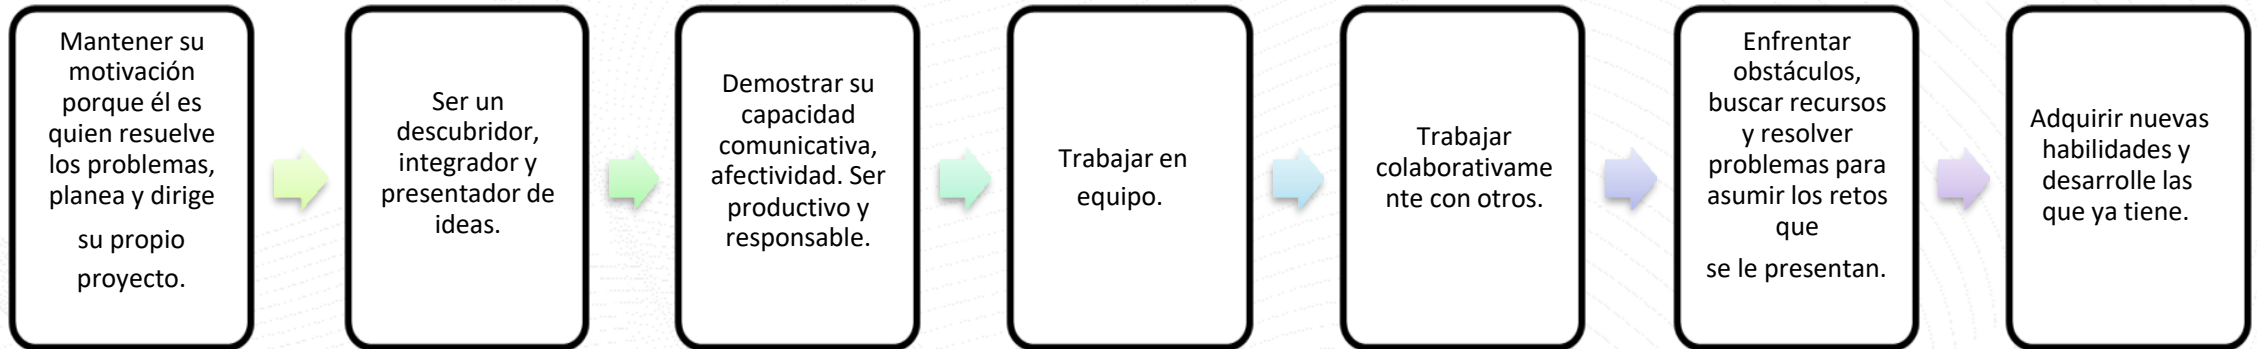 Mantener su
motivación
porque él es
quien resuelve
los problemas,
planea y dirige
su propio
proyecto.
Ser un
descubridor,
integrador y
presentador de
ideas.
Demostrar su
capacidad
comunicativa,
afectividad. Ser
productivo y
responsable.
Trabajar en
equipo.
Trabajar
colaborativame
nte con otros.
Enfrentar
obstáculos,
buscar recursos
y resolver
problemas para
asumir los retos
que
se le presentan.
Adquirir nuevas
habilidades y
desarrolle las
que ya tiene.